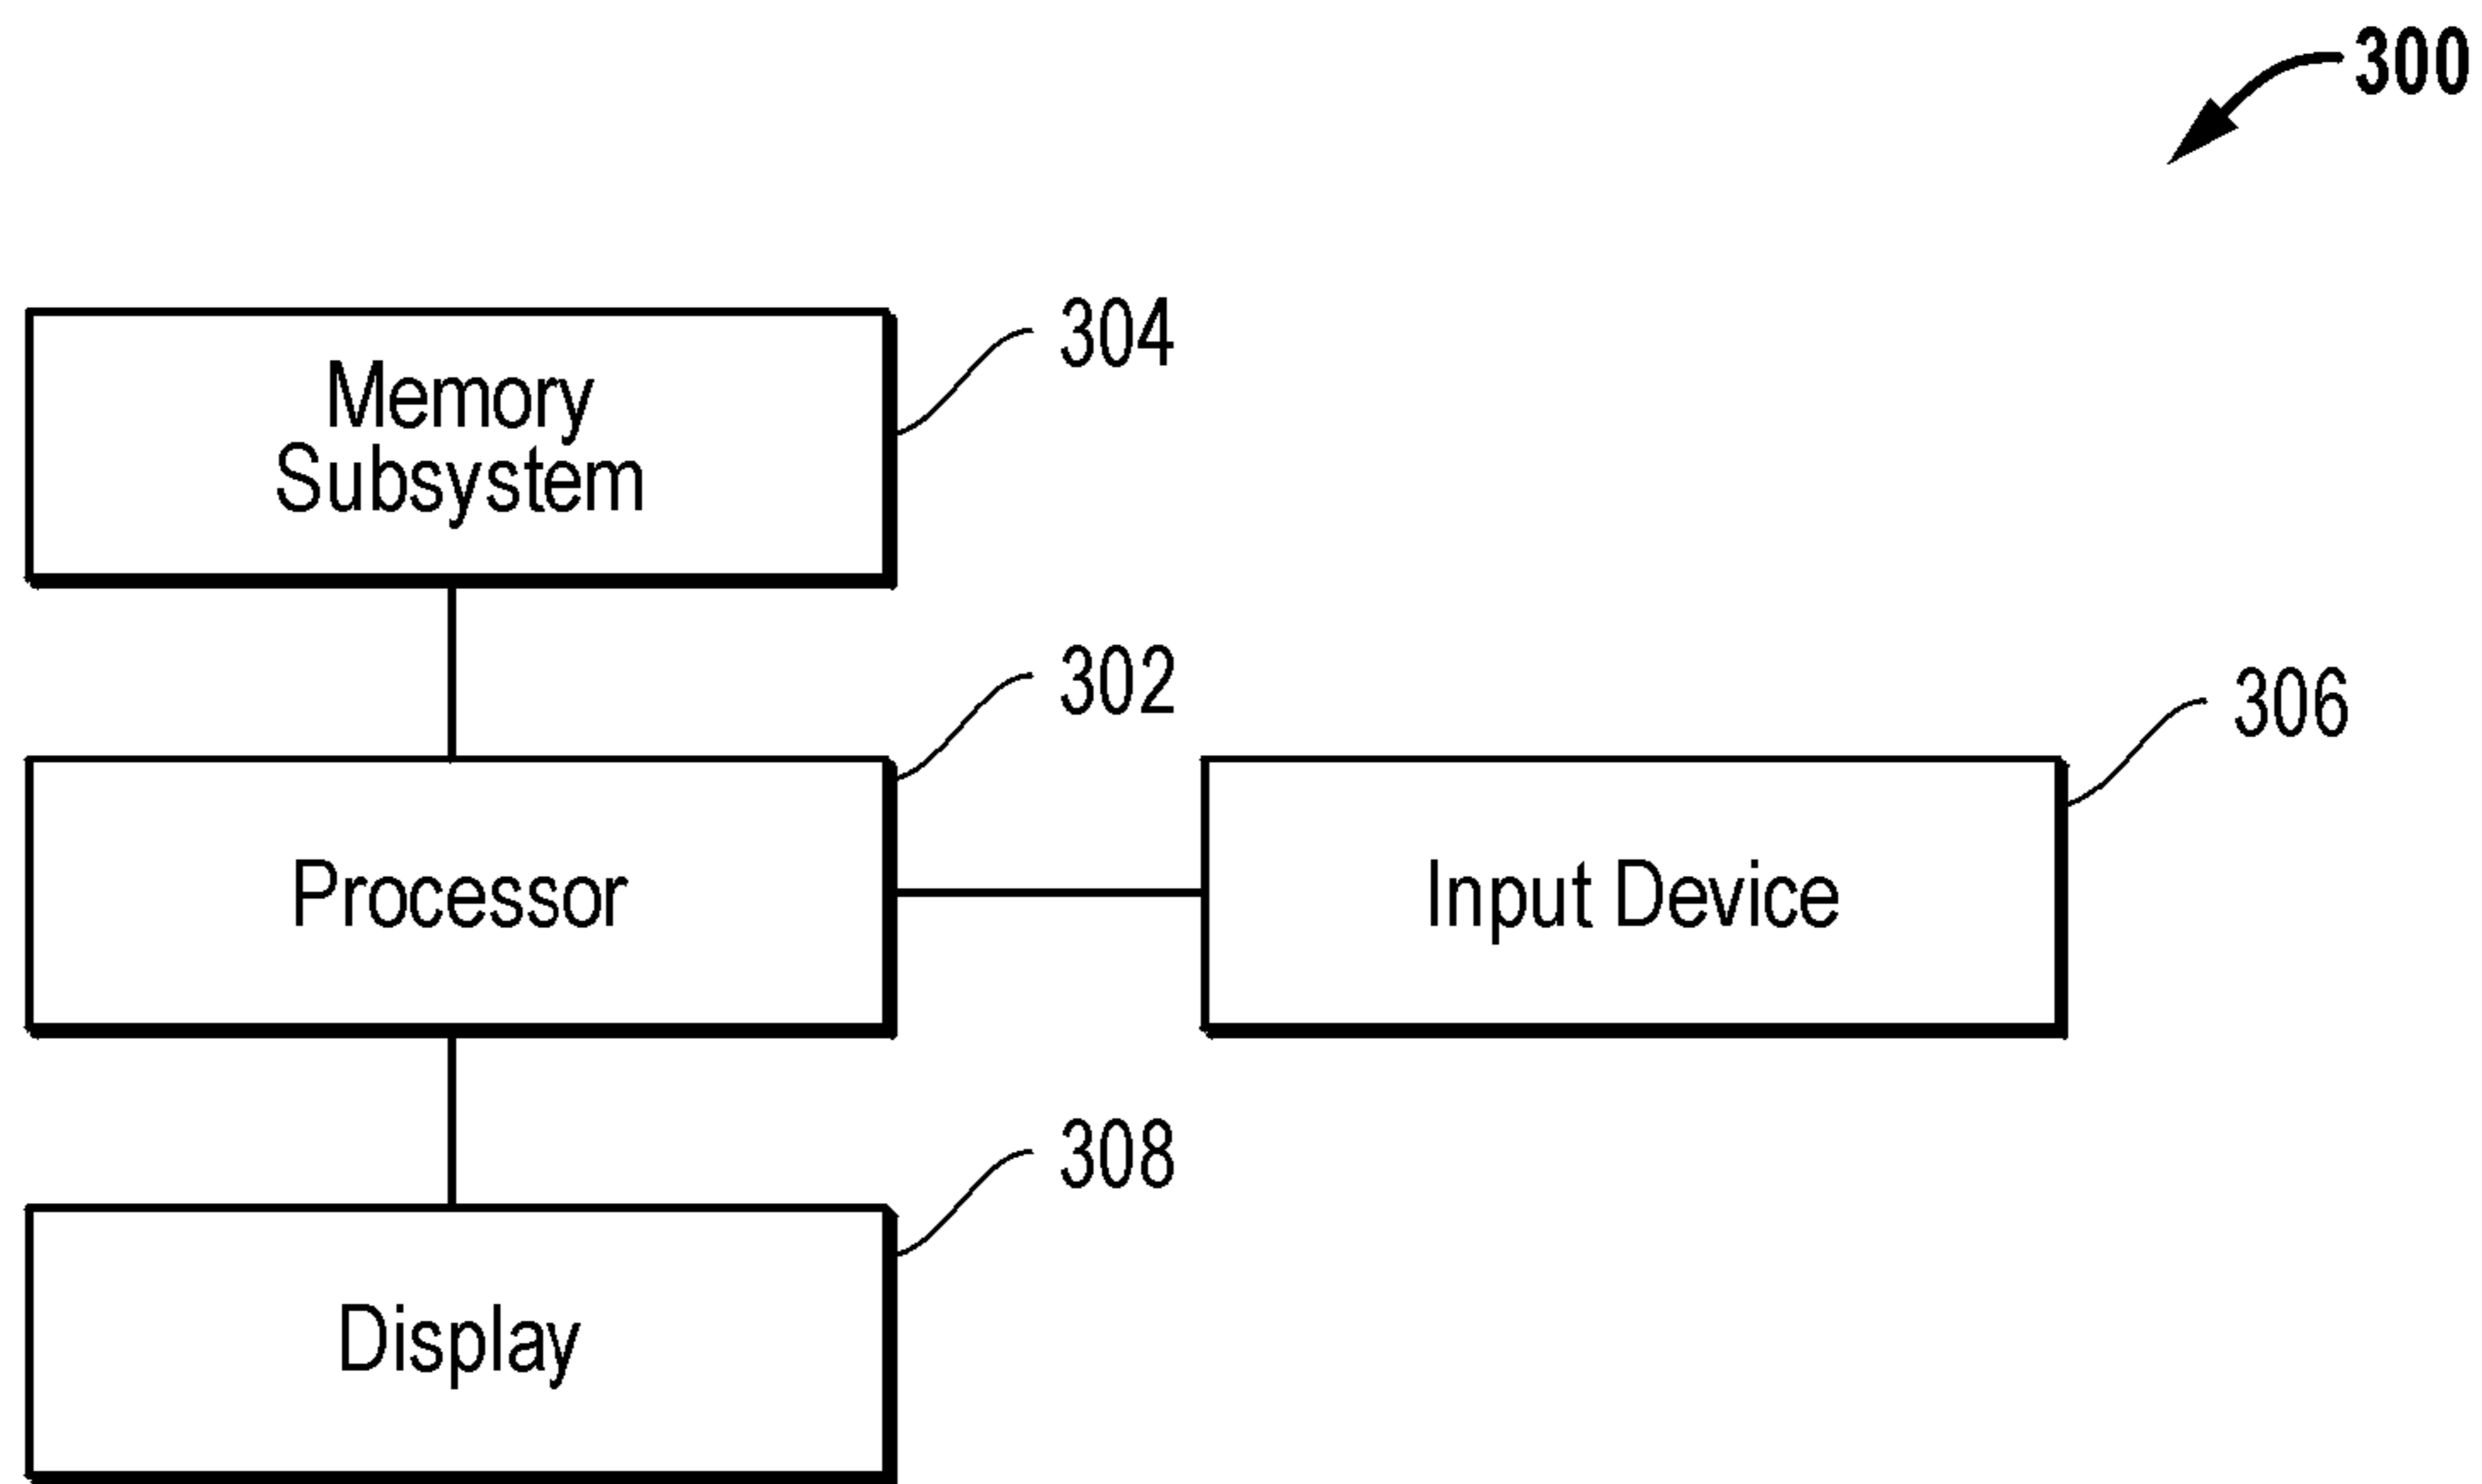 300
304
Memory
Subsystem
302
306
Processor
Input Device
308
Display